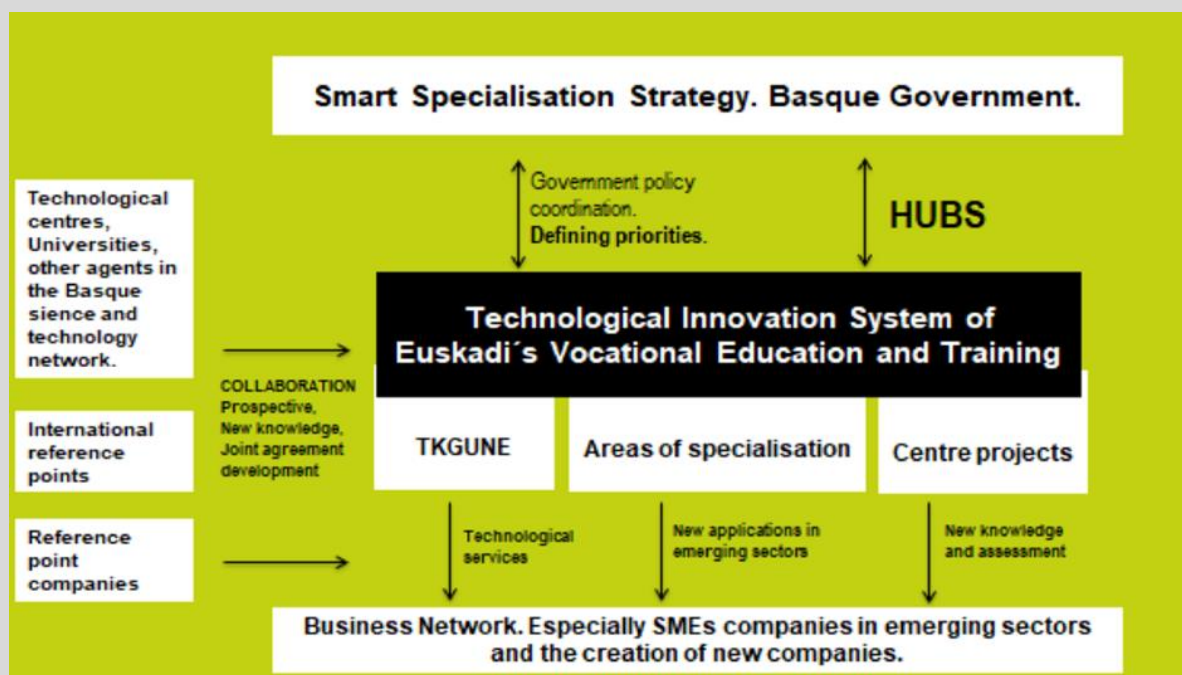 Smart Specialisation Strategy. Basque Government.
Government policy
coordination.
Defining priorities.
HUBS
Technological
centres,
Universities,
other agents in
the Basque
sience and
technology
network.
International
reference
points
Reference
point
companies
COLLABORATION
Prospective,
New knowledge,
Joint agreement
development
Technological Innovation System of
Euskadi´s Vocational Education and Training
TKGUNE
Areas of specialisation
Centre projects
Technological
services
New applications in
emerging sectors
New knowledge
and assessment
Business Network. Especially SMEs companies in emerging sectors
and the creation of new companies.